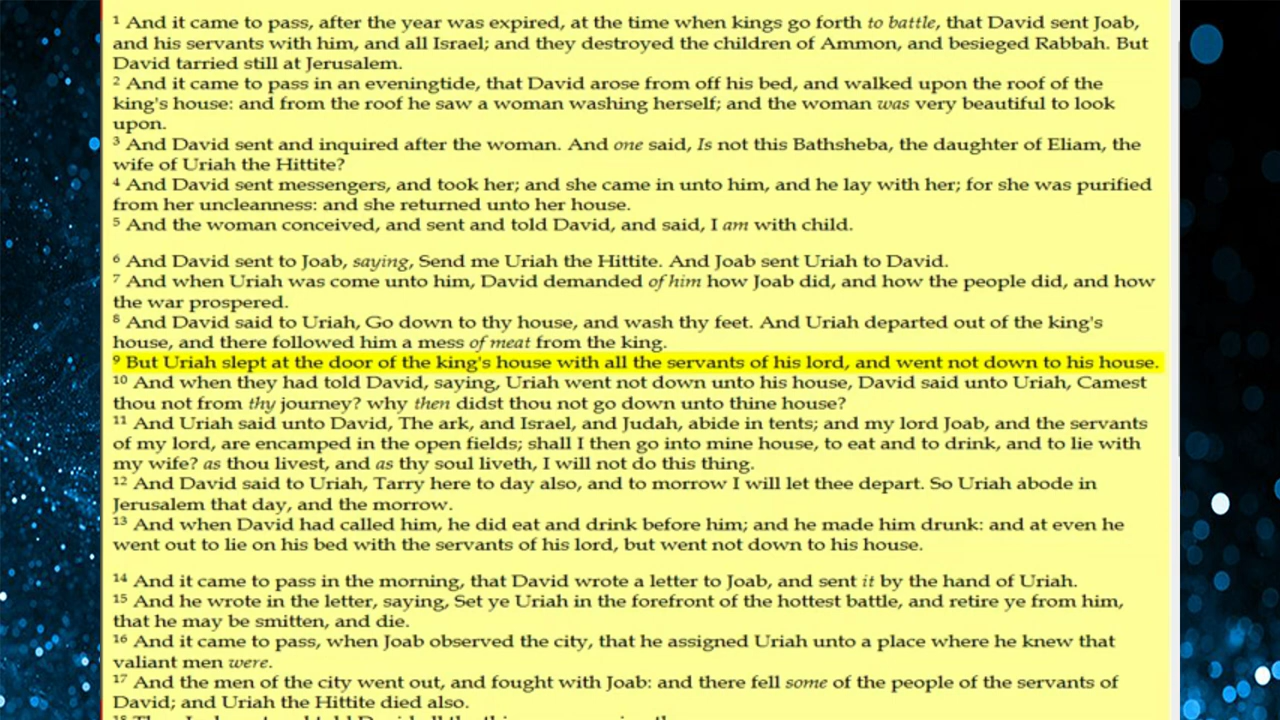 1 And it came to pass, after the year was expired, at the time when kings go forth to battle, that David sent Joab,
and his servants with him, and all Israel; and they destroyed the children of Ammon, and besieged Rabbah. But
David tarried still at Jerusalem.
2 And it came to pass in an eveningtide, that David arose from off his bed, and walked upon the roof of the
king's house: and from the roof he saw a woman washing herself; and the woman was very beautiful to look
upon.
3 And David sent and inquired after the woman. And one said, Is not this Bathsheba, the daughter of Eliam, the
wife of Uriah the Hittite?
4 And David sent messengers, and took her; and she came in unto him, and he lay with her; for she was purified
from her uncleanness: and she returned unto her house.
5 And the woman conceived, and sent and told David, and said, I am with child.
6 And David sent to Joab, saying, Send me Uriah the Hittite. And Joab sent Uriah to David.
7 And when Uriah was come unto him, David demanded of him how Joab did, and how the people did, and how
the war prospered.
8 And David said to Uriah, Go down to thy house, and wash thy feet. And Uriah departed out of the king's
house, and there followed him a mess of meat from the king.
9 But Uriah slept at the door of the king's house with all the servants of his lord, and went not down to his house.
10 And when they had told David, saying, Uriah went not down unto his house, David said unto Uriah, Camest
thou not from thy journey? why then didst thou not go down unto thine house?
11 And Uriah said unto David, The ark, and Israel, and Judah, abide in tents; and my lord Joab, and the servants
of my lord, are encamped in the open fields; shall I then go into mine house, to eat and to drink, and to lie with
my wife? as thou livest, and as thy soul liveth, I will not do this thing.
12 And David said to Uriah, Tarry here to day also, and to morrow I will let thee depart. So Uriah abode in
Jerusalem that day, and the morrow.
13 And when David had called him, he did eat and drink before him; and he made him drunk: and at even he
went out to lie on his bed with the servants of his lord, but went not down to his house.
14 And it came to pass in the morning, that David wrote a letter to Joab, and sent it by the hand of Uriah.
15 And he wrote in the letter, saying, Set ye Uriah in the forefront of the hottest battle, and retire ye from him,
that he may be smitten, and die.
16 And it came to pass, when Joab observed the city, that he assigned Uriah unto a place where he knew that
valiant men were.
17 And the men of the city went out, and fought with Joab: and there fell some of the people of the servants of
David; and Uriah the Hittite died also.